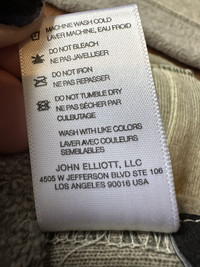 MACHINE WASH COLD
LAVER MACHINE, EAU FROID
DO NOT BLEACH
NE PAS JAVELLISER
DO NOT IRON
NE PAS REPASSER
DO NOT TUMBLE DRY
NE PAS SÉCHER PAR
CULBUTAGE
WASH WITH LIKE COLORS
LAVER AVEC COULEURS
SEMBLABLES
JOHN ELLIOTT, LLC
4505 W JEFFERSON BLVD STE 106
LOS ANGELES 90016 USA